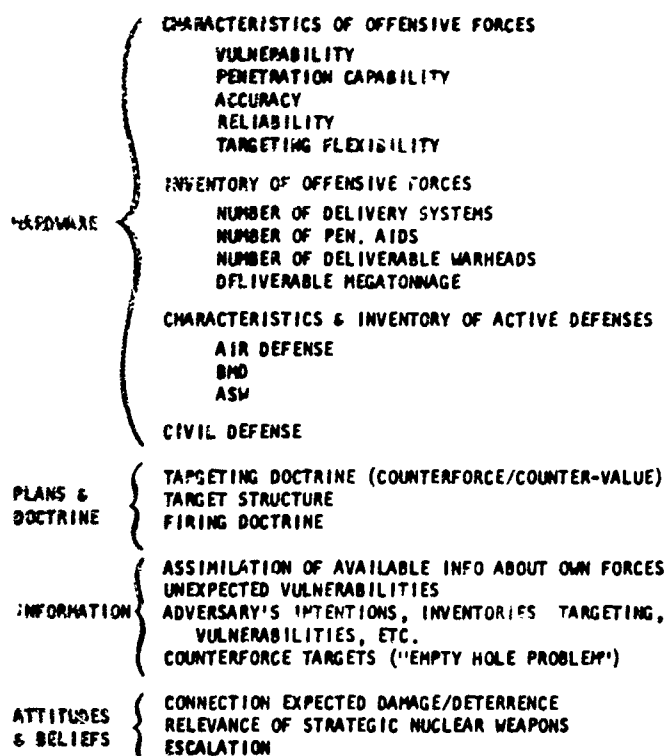 CHARACTERISTICS OF OFFENSIVE FORCES
VULNERABILITY
PENETRATION CAPABILITY
ACCURACY
RELIABILITY
TARGETING FLEXIBILITY
INVENTORY OF OFFENSIVE FORCES
NUMBER OF DELIVERY SYSTEMS
NUMBER OF PEN. AIDS
NUMBER OF DELIVERABLE WARHEADS
DELIVERABLE MEGATONNAGE
HARDWARE
CHARACTERISTICS & INVENTORY OF ACTIVE DEFENSES
AIR DEFENSE
BMD
ASW
CIVIL DEFENSE
PLANS &
DOCTRINE
TARGETING DOCTRINE (COUNTERFORCE/COUNTER-VALUE)
TARGET STRUCTURE
FIRING DOCTRINE
INFORMATION
ASSIMILATION OF AVAILABLE INFO ABOUT OWN FORCES
UNEXPECTED VULNERABILITIES
ADVERSARY'S INTENTIONS, INVENTORIES TARGETING,
VULNERABILITIES, ETC.
COUNTERFORCE TARGETS ("EMPTY HOLE PROBLEM")
ATTITUDES
& BELIEFS
CONNECTION EXPECTED DAMAGE/DETERRENCE
RELEVANCE OF STRATEGIC NUCLEAR WEAPONS
ESCALATION